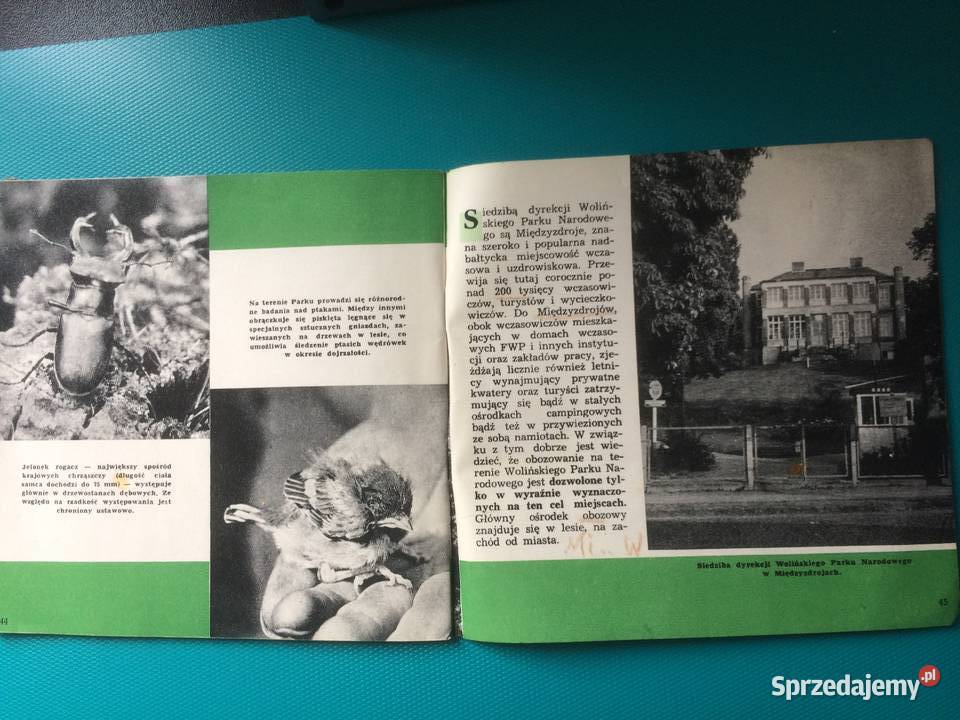 Jelonek rogacz — największy spośród
krajowych chrząszczy (długość ciała
samca dochodzi do 75 mm) — występuje
głównie w drzewostanach dębowych. Ze
względu na rzadkość występowania jest
chroniony ustawowo.
44
Na terenie Parku prowadzi się różnorod-
ne badania nad ptakami. Między innymi
obrączkuje się pisklęta lęgnące się w
specjalnych sztucznych gniazdach, za-
wieszanych na drzewach w lesie, co
umożliwia śledzenie ptasich wędrówek
w okresie dojrzałości.
Siedzibą dyrekcji Woliń-
skiego Parku Narodowe-
go są Międzyzdroje, zna-
na szeroko i popularna nad-
bałtycka miejscowość wcza-
sowa i uzdrowiskowa. Prze-
wija się tutaj corocznie po-
nad 200 tysięcy wczasowi-
czów, turystów i wycieczko-
wiczów. Do Międzyzdrojów,
obok wczasowiczów mieszka-
jących w domach wczaso-
wych FWP i innych instytu-
cji oraz zakładów pracy, zje-
żdżają licznie również letni-
cy wynajmujący prywatne
kwatery oraz turyści zatrzy-
mujący się bądź w stałych
ośrodkach campingowych
bądź też w przywiezionych
ze sobą namiotach. W związ-
ku z tym dobrze jest wie-
dzieć, że obozowanie na te-
renie Wolińskiego Parku Na-
rodowego jest dozwolone tyl-
ko w wyraźnie wyznaczo-
nych na ten cel miejscach.
Główny ośrodek obozowy
znajduje się w lesie, na za-
chód od miasta.
Siedziba dyrekcji Wolińskiego Parku Narodowego
w Międzyzdrojach.
45
Sprzedajemy.pl